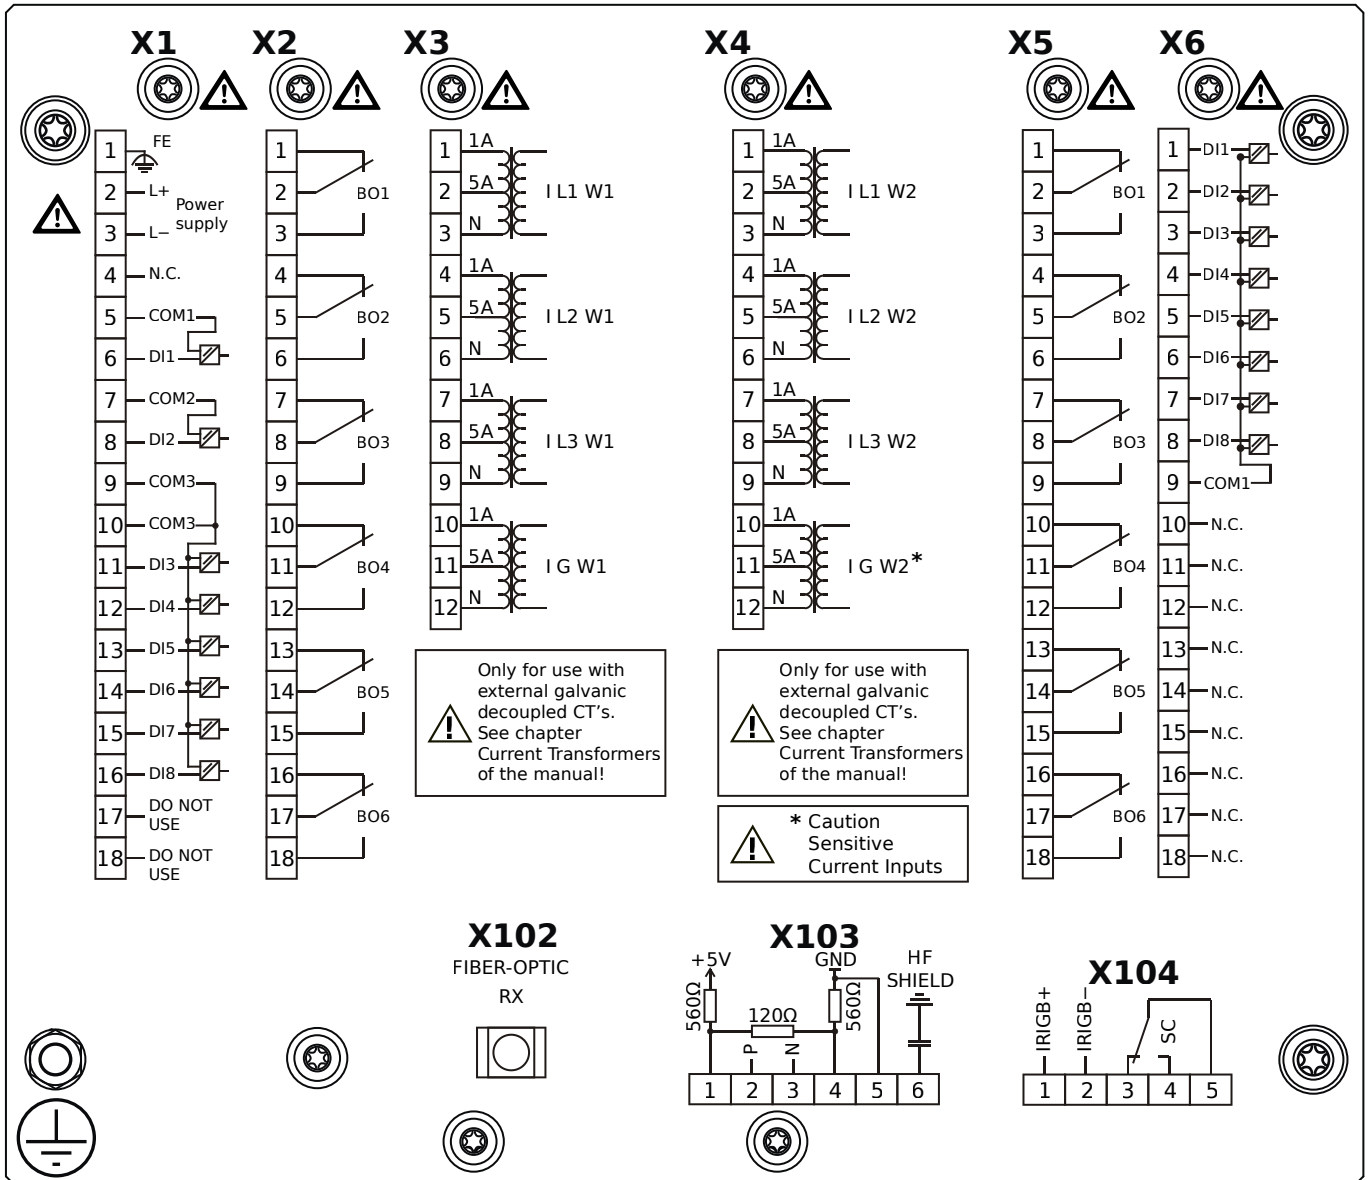 X1 X2 X3 X4 X5 X6
1 FE
2 L+
Power
supply
3 L−
4 N.C.
5 COM1
6 DI1
7 COM2
8 DI2
9 COM3
10 COM3
11 DI3
12 DI4
13 DI5
14 DI6
15 DI7
16 DI8
17 DO NOT
USE
18 DO NOT
USE
1
2 BO1
3
4
5 BO2
6
7
8 BO3
9
10
11 BO4
12
13
14 BO5
15
16
17 BO6
18
1 1A
2 5A I L1 W1
3 N
4 1A
5 5A I L2 W1
6 N
7 1A
8 5A I L3 W1
9 N
10 1A
11 5A I G W1
12 N
Only for use with
external galvanic
decoupled CT's.
See chapter
Current Transformers
of the manual!
1 1A
2 5A I L1 W2
3 N
4 1A
5 5A I L2 W2
6 N
7 1A
8 5A I L3 W2
9 N
10 1A
11 5A I G W2*
12 N
Only for use with
external galvanic
decoupled CT's.
See chapter
Current Transformers
of the manual!
* Caution
Sensitive
Current Inputs
1
2 BO1
3
4
5 BO2
6
7
8 BO3
9
10
11 BO4
12
13
14 BO5
15
16
17 BO6
18
1 DI1
2 DI2
3 DI3
4 DI4
5 DI5
6 DI6
7 DI7
8 DI8
9 COM1
10 N.C.
11 N.C.
12 N.C.
13 N.C.
14 N.C.
15 N.C.
16 N.C.
17 N.C.
18 N.C.
X102
FIBER-OPTIC
RX
X103
+5V GND HF
SHIELD
560Ω 120Ω 560Ω
P N
1 2 3 4 5 6
X104
IRIGB+ IRIGB− SC
1 2 3 4 5